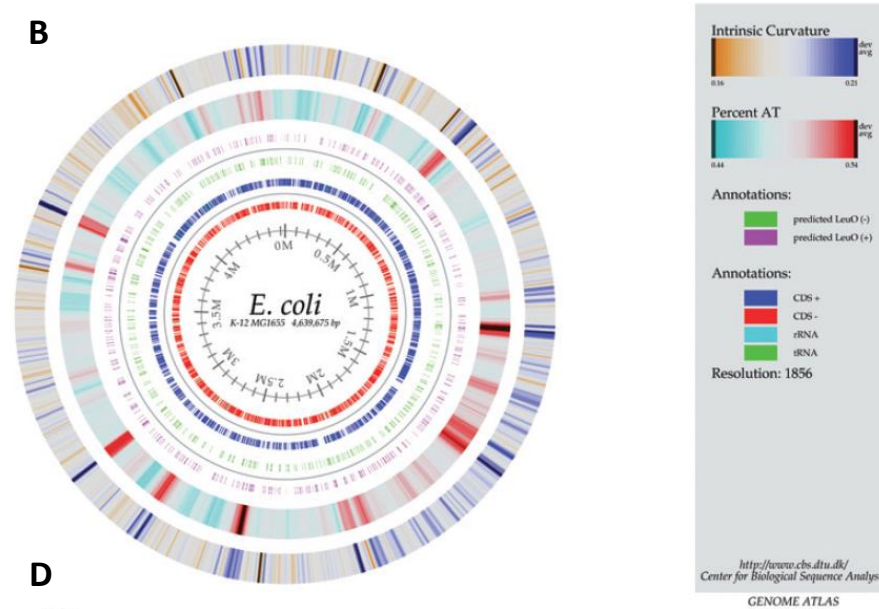 B
0M
0.5M
1M
1.5M
2M
2.5M
3M
3.5M
4M
E. coli
K-12 MG1655 4,639,675 bp
D
Intrinsic Curvature
dev
avg
0.16 0.21
Percent AT
dev
avg
0.44 0.54
Annotations:
predicted LeuO (-)
predicted LeuO (+)
Annotations:
CDS +
CDS -
rRNA
tRNA
Resolution: 1856
http://www.cbs.dtu.dk/
Center for Biological Sequence Analys
GENOME ATLAS